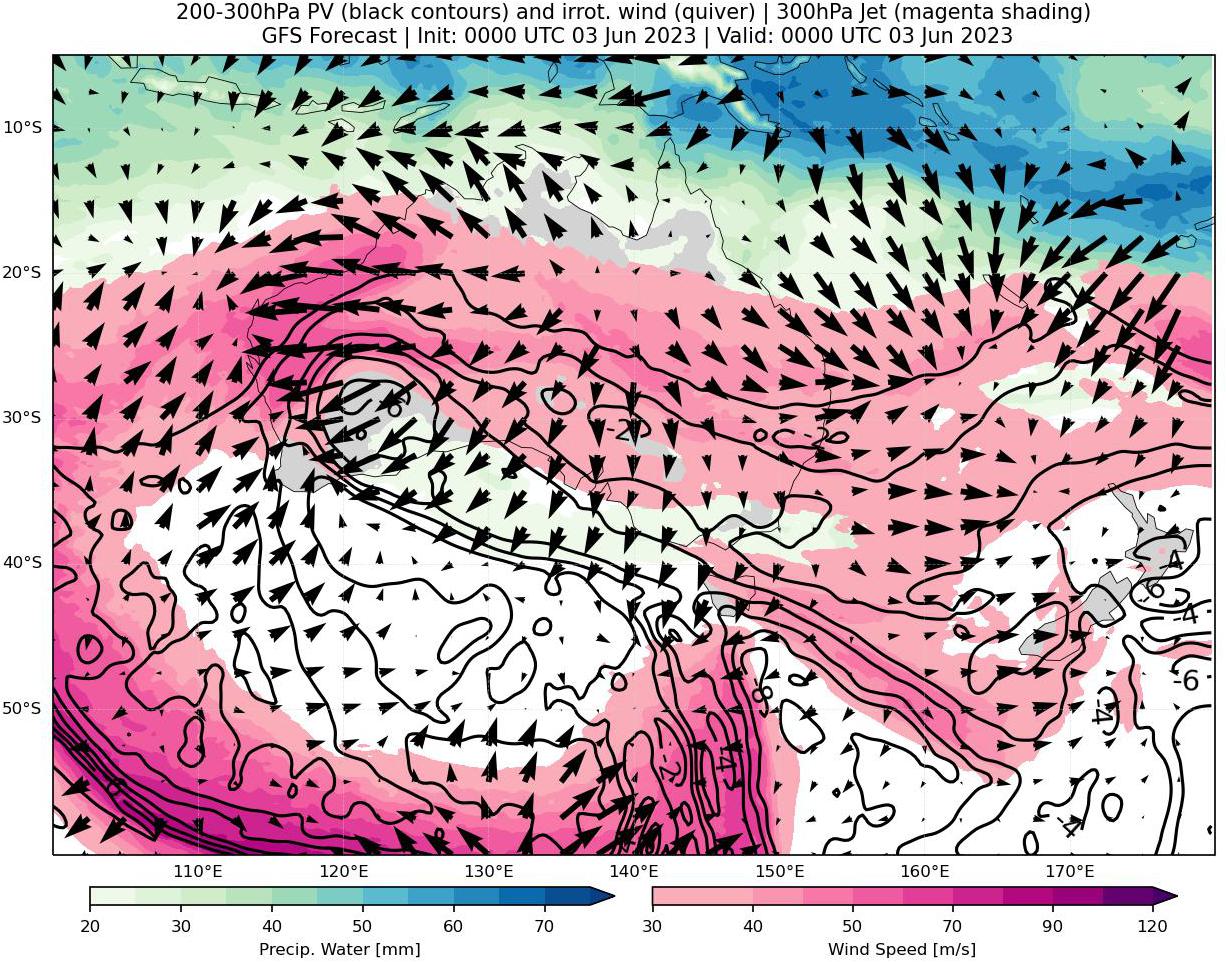 200-300hPa PV (black contours) and irrot. wind (quiver) | 300hPa Jet (magenta shading)
GFS Forecast | Init: 0000 UTC 03 Jun 2023 | Valid: 0000 UTC 03 Jun 2023
10°S
20°S
30°S
40°S
50°S
-2
-2
-4
-6
-4
-6
-8
-4
-2
-4
-4
110°E 120°E 130°E 140°E 150°E 160°E 170°E
20 30 40 50 60 70
Precip. Water [mm]
30 40 50 70 90 120
Wind Speed [m/s]